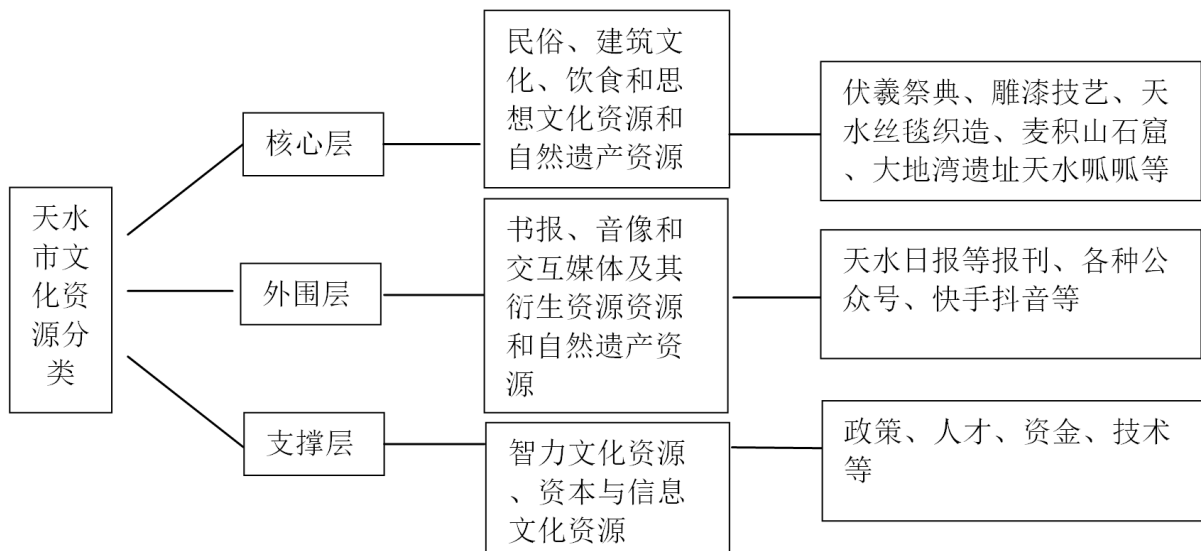 天水
市文
化资
源分
类
核心层
民俗、建筑文
化、饮食和思
想文化资源和
自然遗产资源
伏羲祭典、雕漆技艺、天
水丝毯织造、麦积山石窟
、大地湾遗址天水呱呱等
外围层
书报、音像和
交互媒体及其
衍生资源资源
和自然遗产资
源
天水日报等报刊、各种公
众号、快手抖音等
支撑层
智力文化资源
、资本与信息
文化资源
政策、人才、资金、技术
等